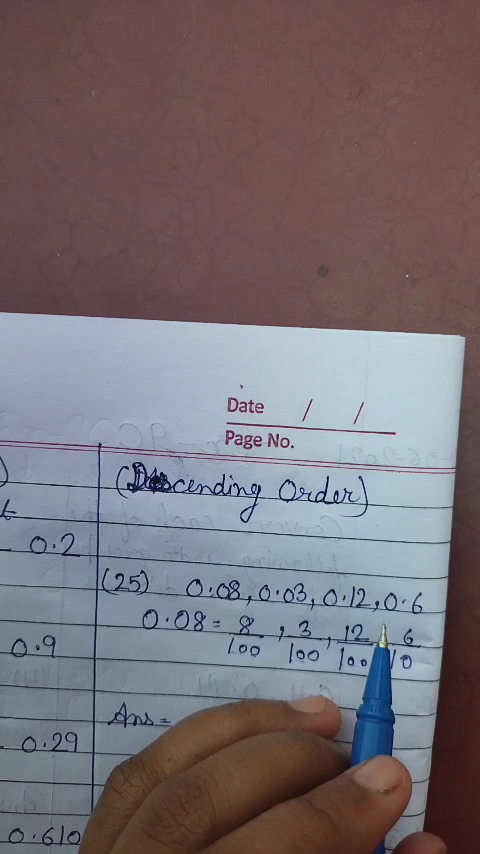 Date / /
Page No.
(Descending Order)
0.2
(25) 0.08, 0.03, 0.12, 0.6
0.08 = 8/100, 3/100, 12/100, 6/10
0.9
Ans =
0.29
0.610